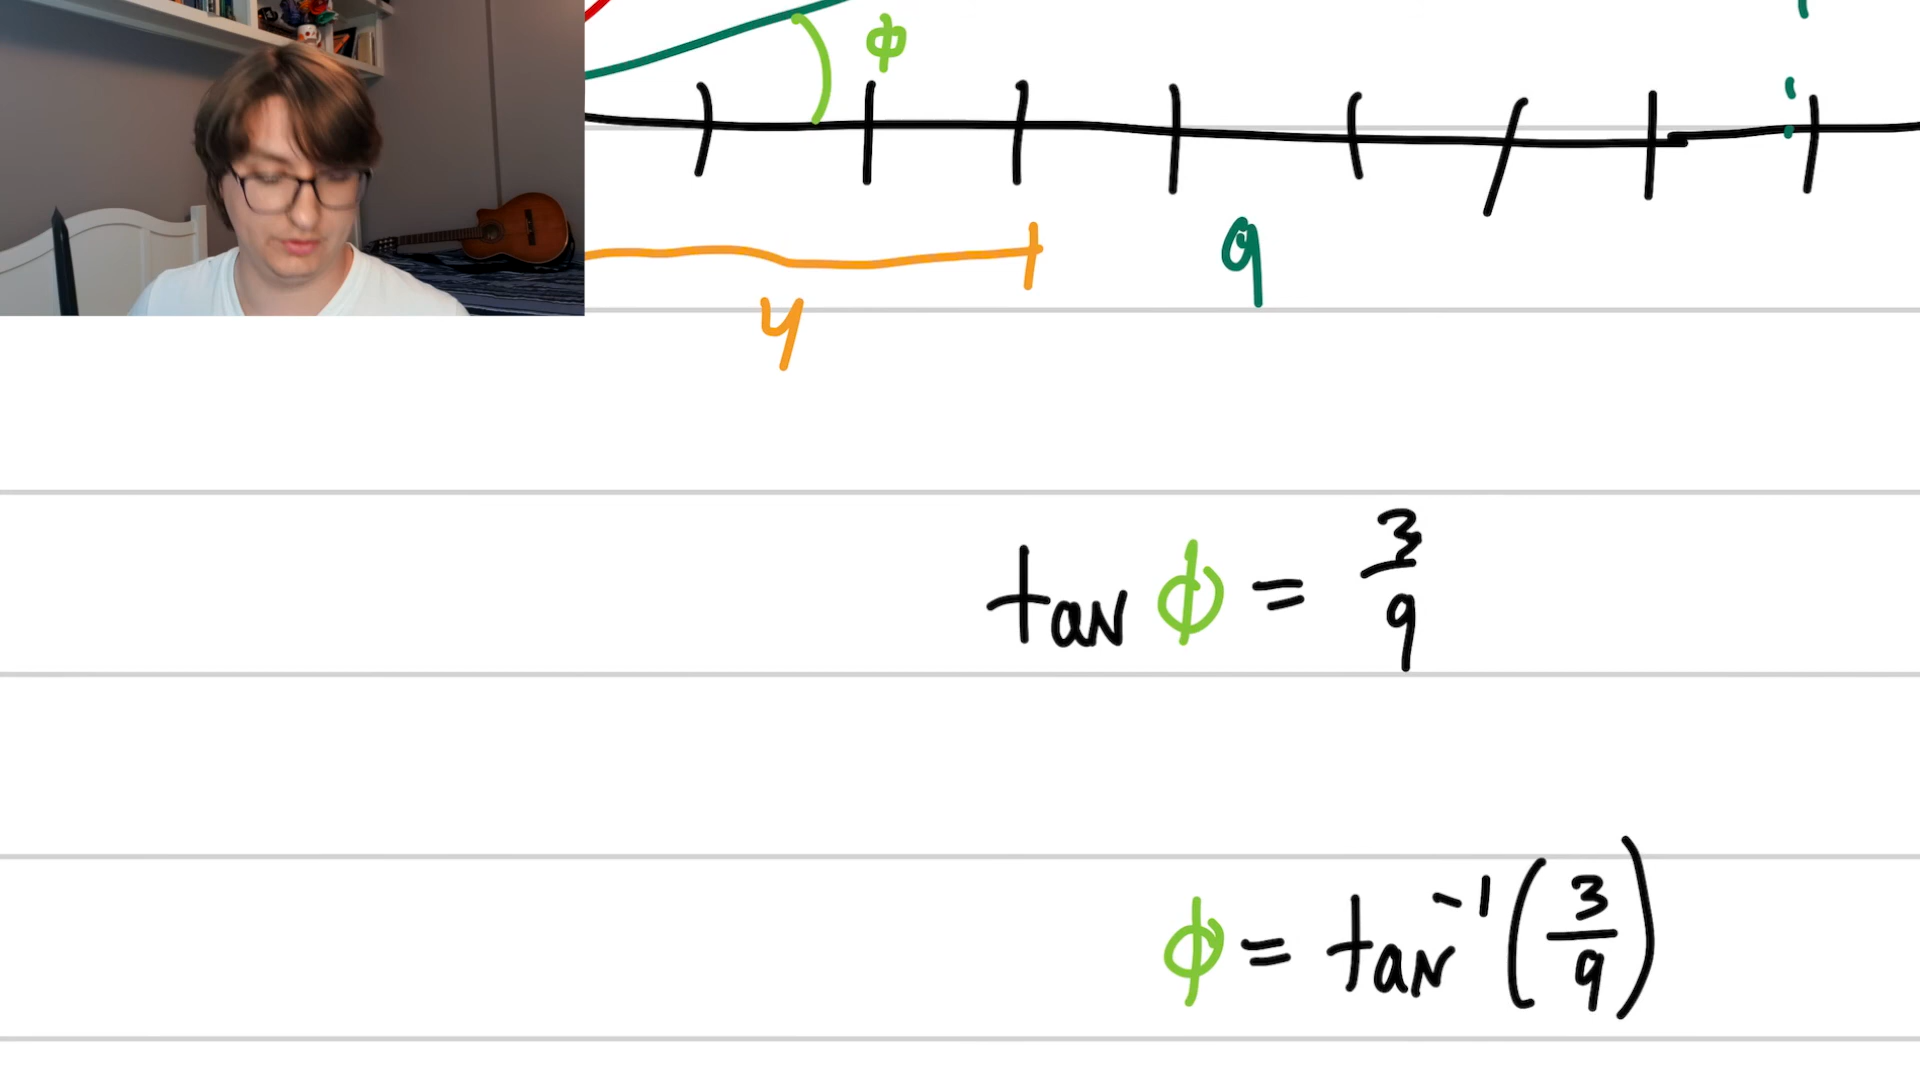 ϕ
9
4
tan ϕ = 3/9
ϕ = tan⁻¹(3/9)